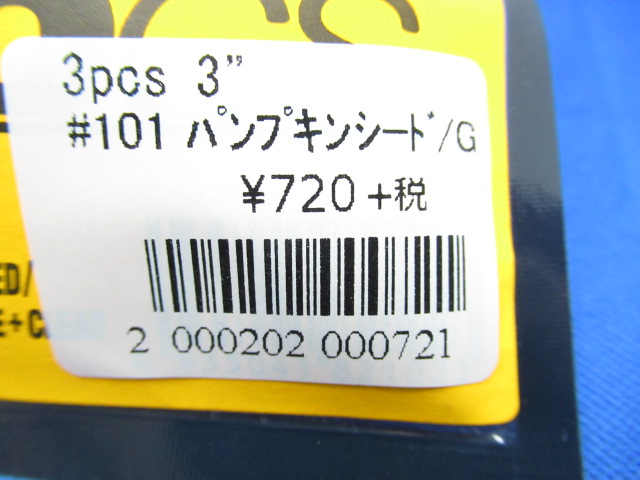 3pcs 3”
#101 ﾊﾟﾝﾌﾟｷﾝｼｰﾄﾞ/G
¥720 +税
2 000202 000721